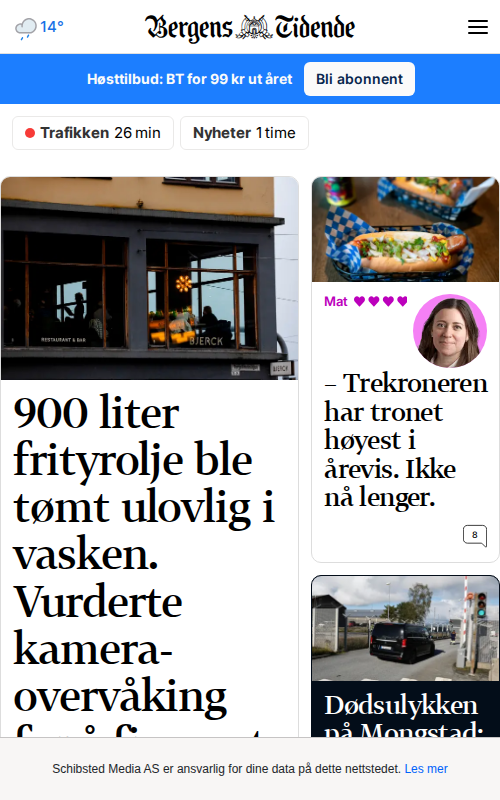 14°
Bergens Tidende
Høsttilbud: BT for 99 kr ut året
Bli abonnent
Trafikken 26 min
Nyheter 1 time
RESTAURANT & BAR
BJERCK
BJERCK
900 liter
frityrolje ble
tømt ulovlig i
vasken.
Vurderte
kamera-
overvåking
Mat
– Trekroneren
har tronet
høyest i
årevis. Ikke
nå lenger.
8
Dødsulykken
på Mongstad:
Schibsted Media AS er ansvarlig for dine data på dette nettstedet. Les mer